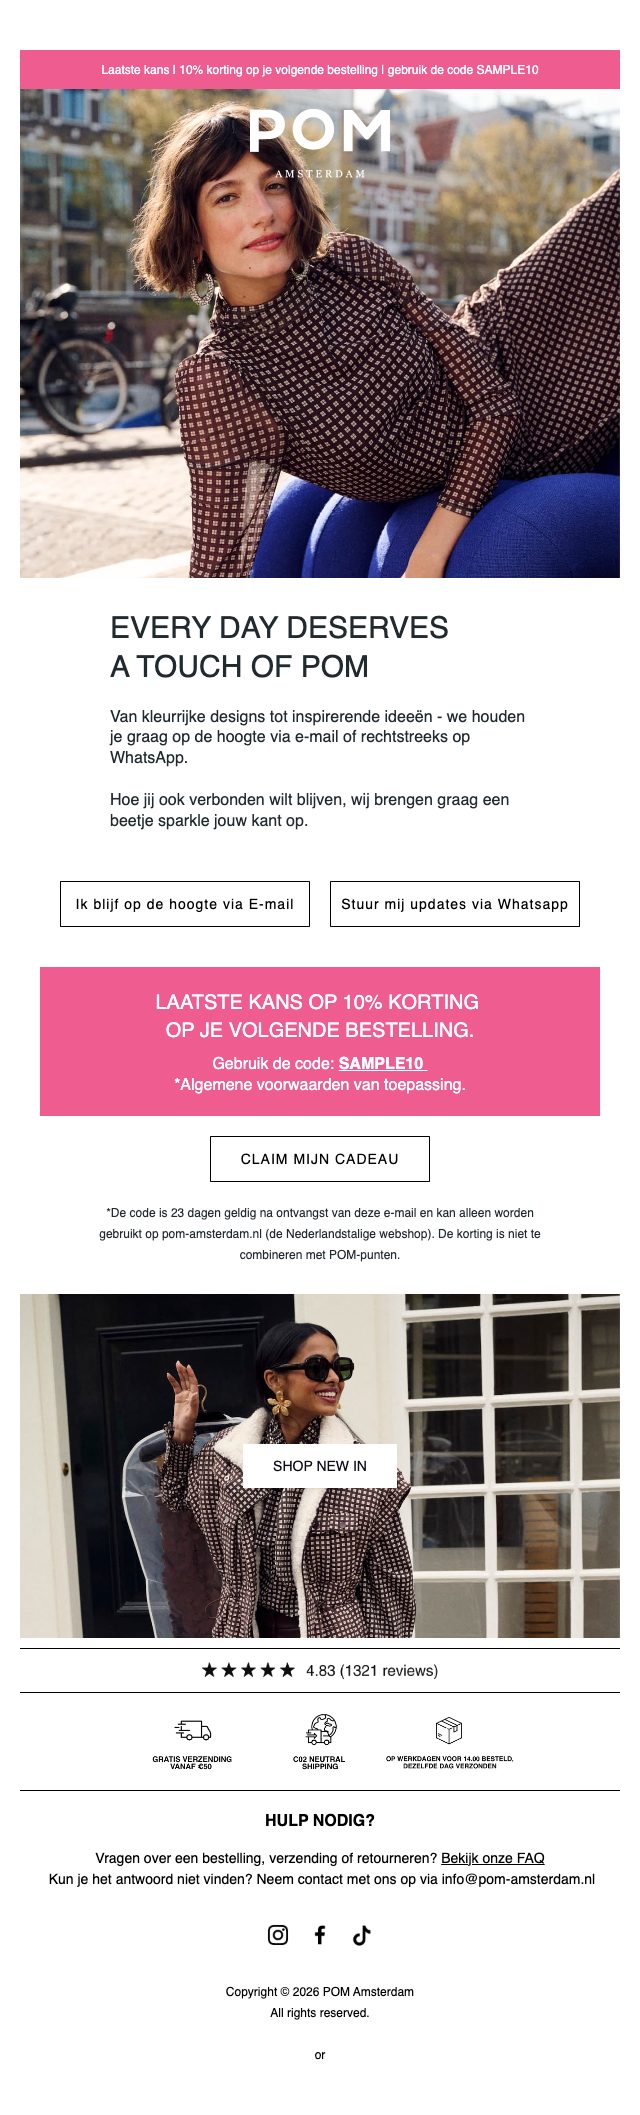 Laatste kans | 10% korting op je volgende bestelling | gebruik de code SAMPLE10
POM
AMSTERDAM
EVERY DAY DESERVES
A TOUCH OF POM
Van kleurrijke designs tot inspirerende ideeën - we houden
je graag op de hoogte via e-mail of rechtstreeks op
WhatsApp.
Hoe jij ook verbonden wilt blijven, wij brengen graag een
beetje sparkle jouw kant op.
Ik blijf op de hoogte via E-mail
Stuur mij updates via Whatsapp
LAATSTE KANS OP 10% KORTING
OP JE VOLGENDE BESTELLING.
Gebruik de code: SAMPLE10
*Algemene voorwaarden van toepassing.
CLAIM MIJN CADEAU
*De code is 23 dagen geldig na ontvangst van deze e-mail en kan alleen worden
gebruikt op pom-amsterdam.nl (de Nederlandstalige webshop). De korting is niet te
combineren met POM-punten.
SHOP NEW IN
★★★★★ 4.83 (1321 reviews)
GRATIS VERZENDING
VANAF €50
C02 NEUTRAL
SHIPPING
OP WERKDAGEN VOOR 14.00 BESTELD,
DEZELFDE DAG VERZONDEN
HULP NODIG?
Vragen over een bestelling, verzending of retourneren? Bekijk onze FAQ
Kun je het antwoord niet vinden? Neem contact met ons op via info@pom-amsterdam.nl
Copyright © 2026 POM Amsterdam
All rights reserved.
or